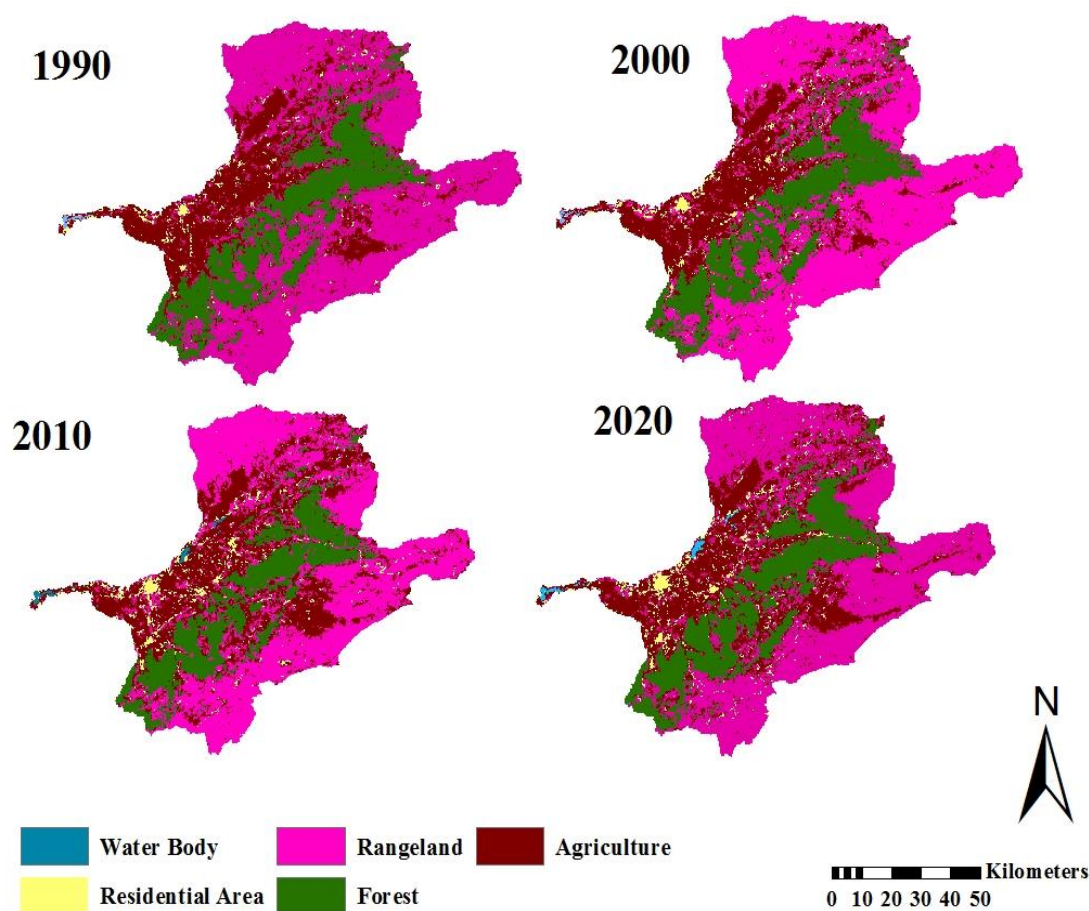 1990
2000
2010
2020
N
Water Body
Rangeland
Agriculture
Residential Area
Forest
Kilometers
0 10 20 30 40 50